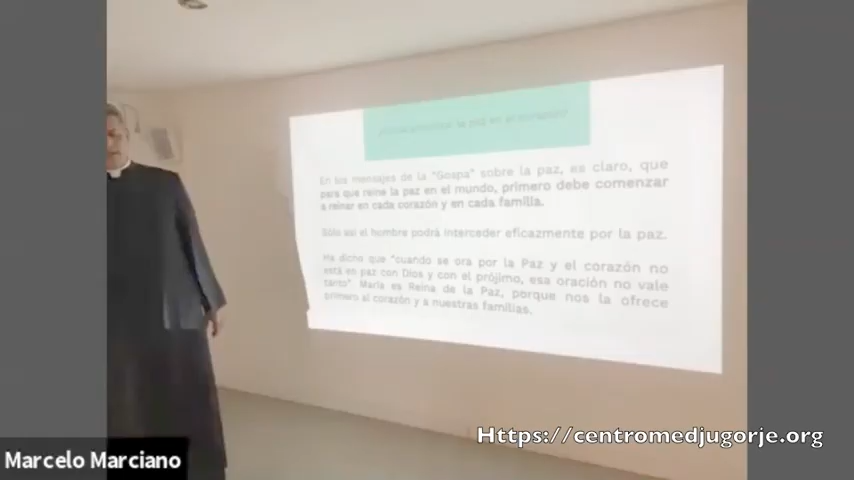 la paz en el
En los mensajes de la "Gospa" sobre la paz, es claro, que
para que reine la paz en el mundo, primero debe comenzar
a reinar en cada corazón y en cada familia.
Sólo así el hombre podrá interceder eficazmente por la paz.
Ha dicho que "cuando se ora por la Paz y el corazón no
está en paz con Dios y con el prójimo, esa oración no vale
tanto" María es Reina de la Paz, porque nos la ofrece
primero al corazón y a nuestras familias.
Https://centromedjugorje.org
Marcelo Marciano